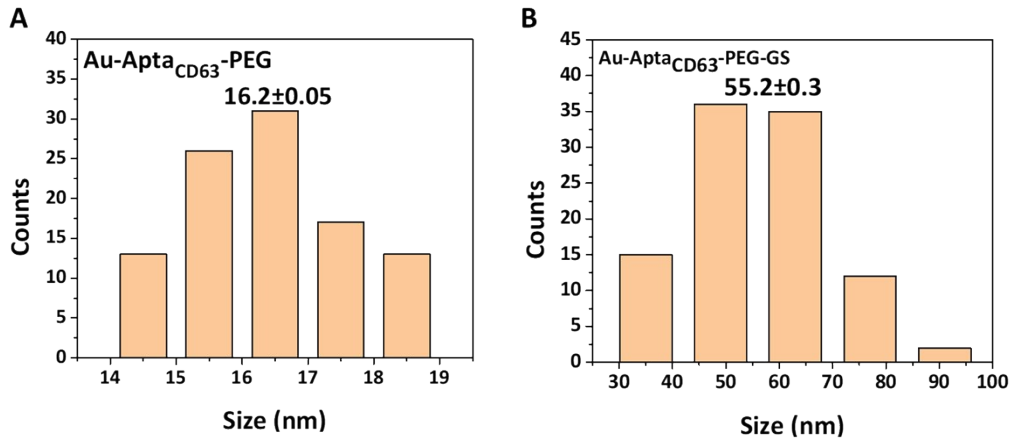 A
Au-AptaCD63-PEG
16.2±0.05
40
35
30
25
20
15
10
5
0
Counts
14 15 16 17 18 19
Size (nm)
B
Au-AptaCD63-PEG-GS
55.2±0.3
45
40
35
30
25
20
15
10
5
0
Counts
30 40 50 60 70 80 90 100
Size (nm)